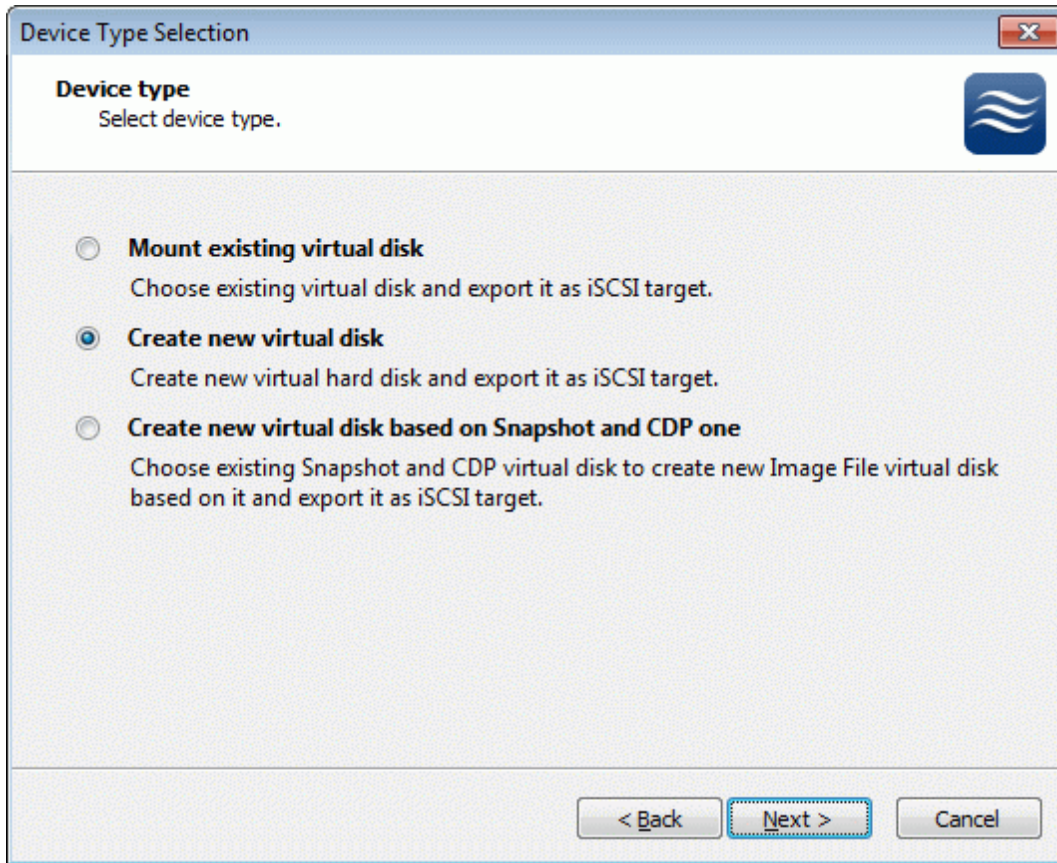 Device Type Selection
Device type
Select device type.
Mount existing virtual disk
Choose existing virtual disk and export it as iSCSI target.
Create new virtual disk
Create new virtual hard disk and export it as iSCSI target.
Create new virtual disk based on Snapshot and CDP one
Choose existing Snapshot and CDP virtual disk to create new Image File virtual disk
based on it and export it as iSCSI target.
< Back Next > Cancel